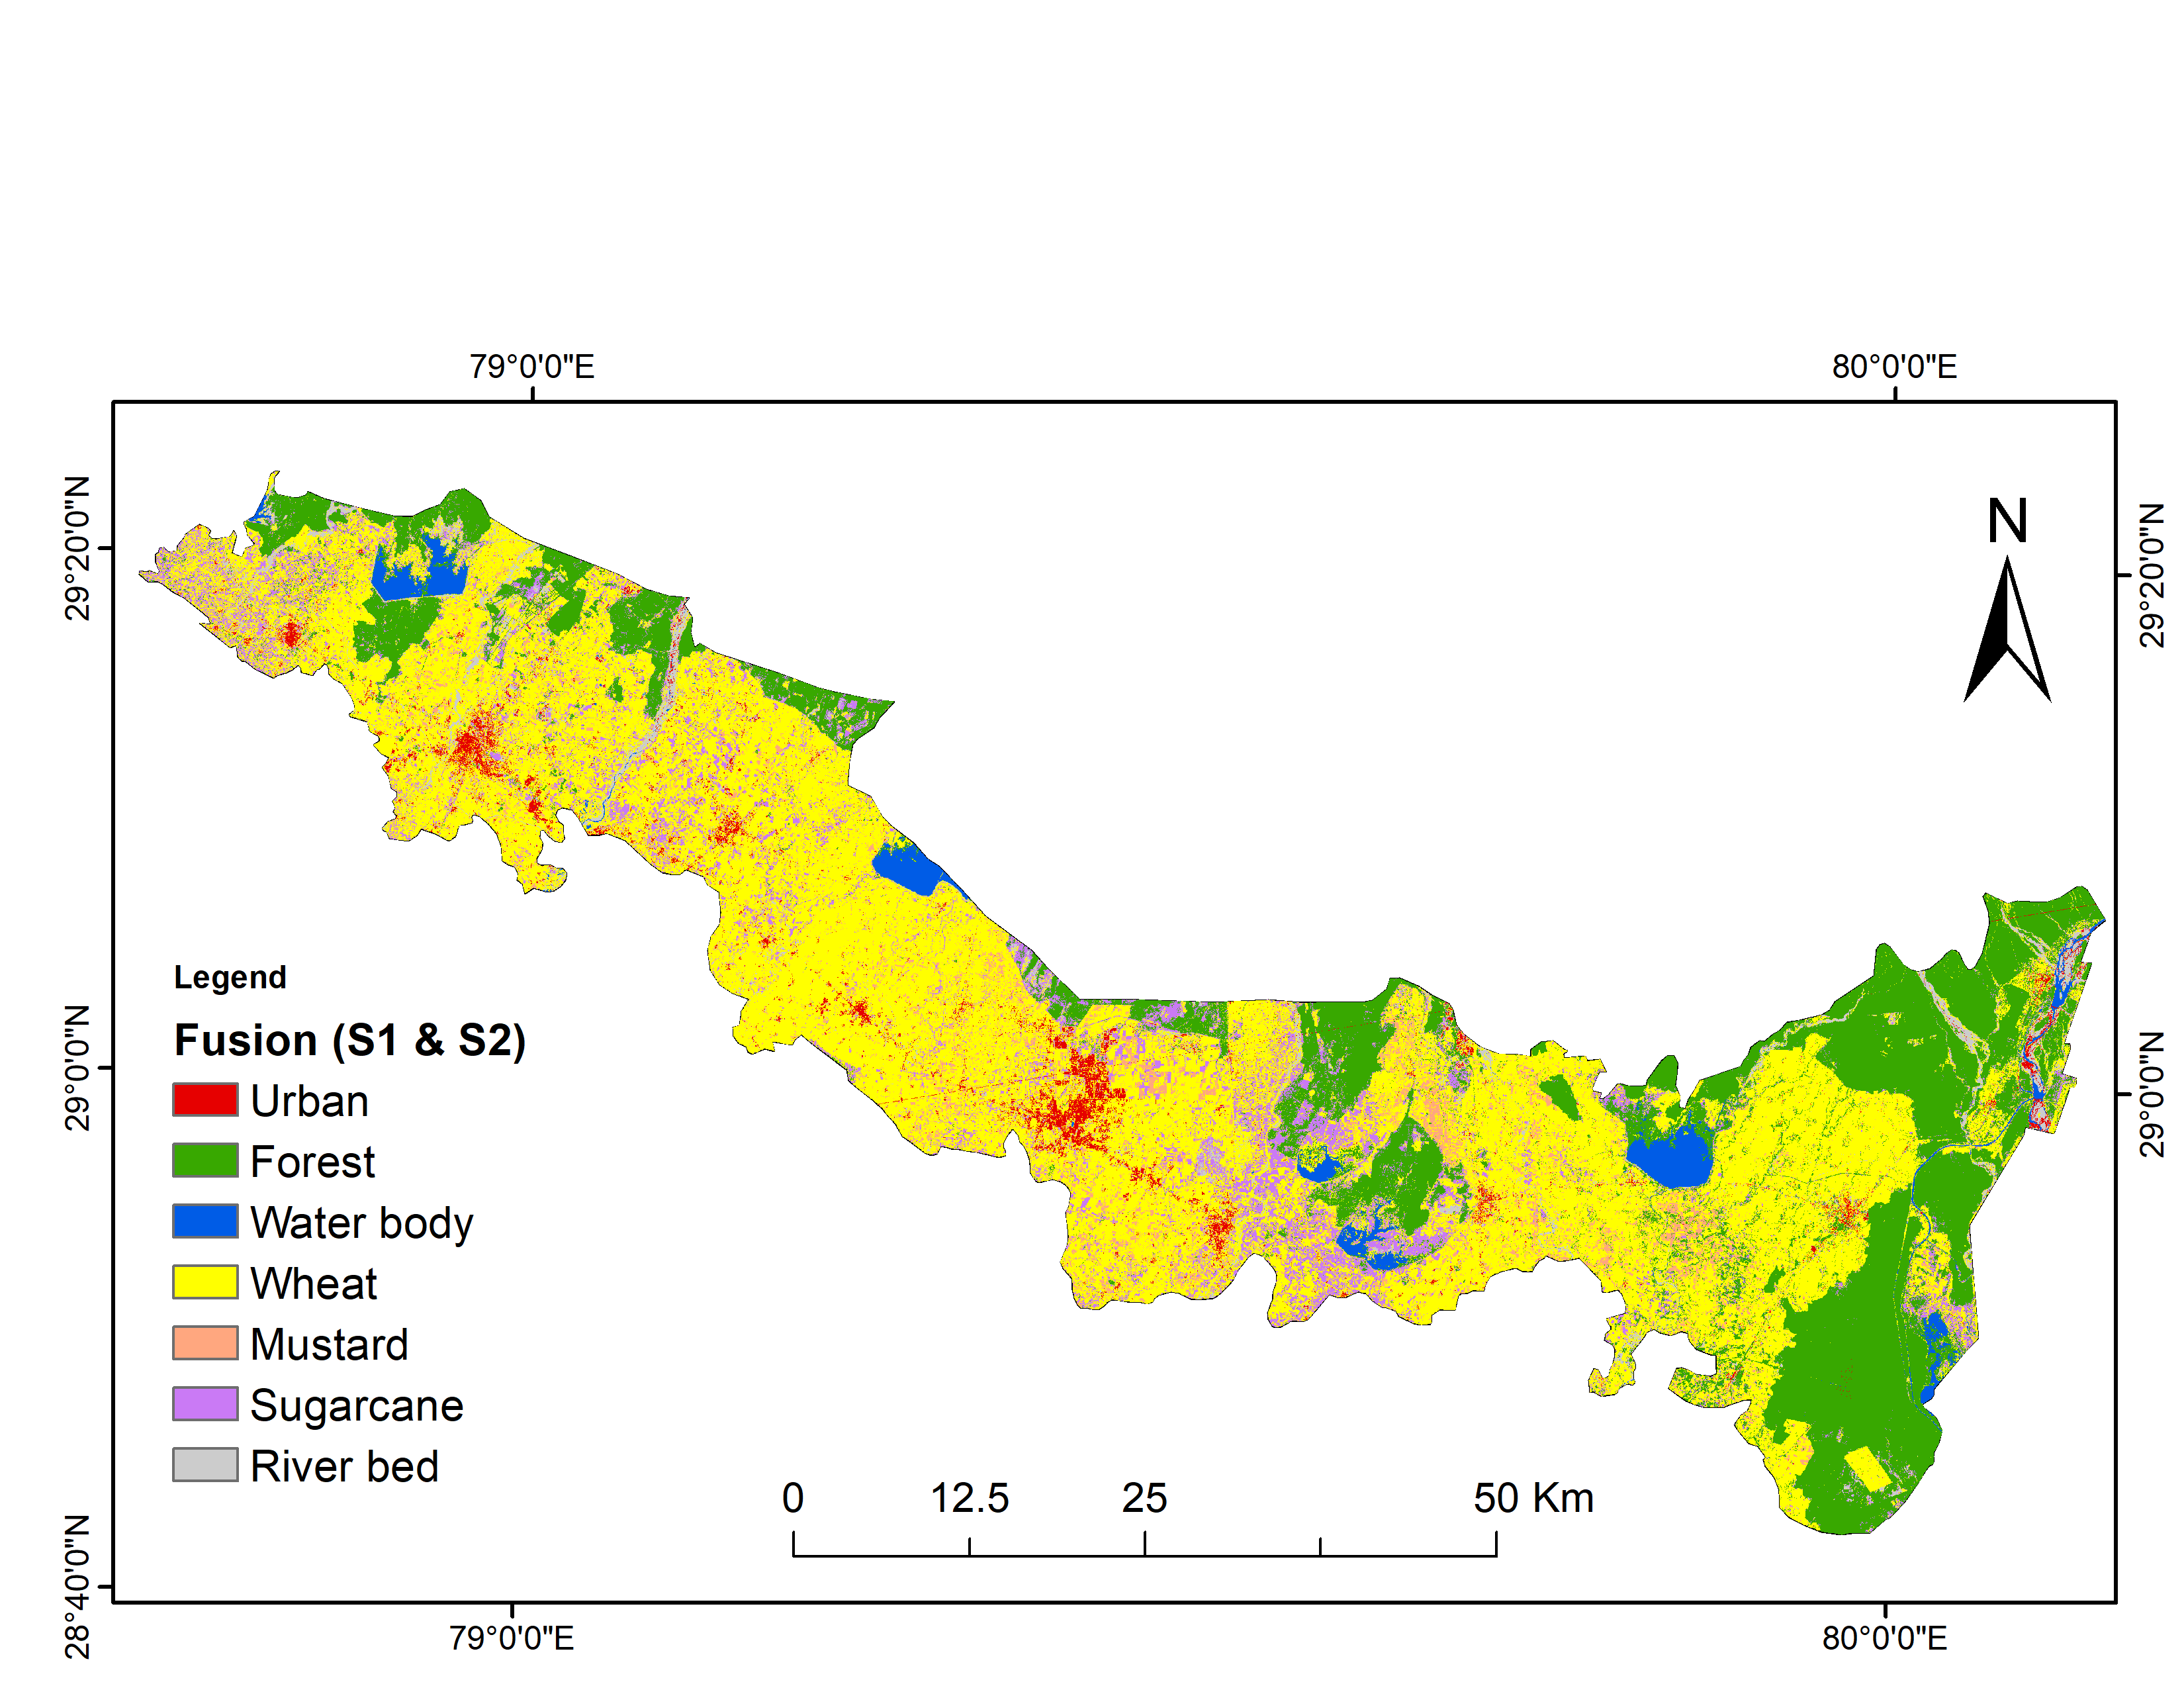 79°0'0"E 80°0'0"E
N
29°20'0"N 29°20'0"N
29°0'0"N 29°0'0"N
28°40'0"N
Legend
Fusion (S1 & S2)
Urban
Forest
Water body
Wheat
Mustard
Sugarcane
River bed
0 12.5 25 50 Km
79°0'0"E 80°0'0"E